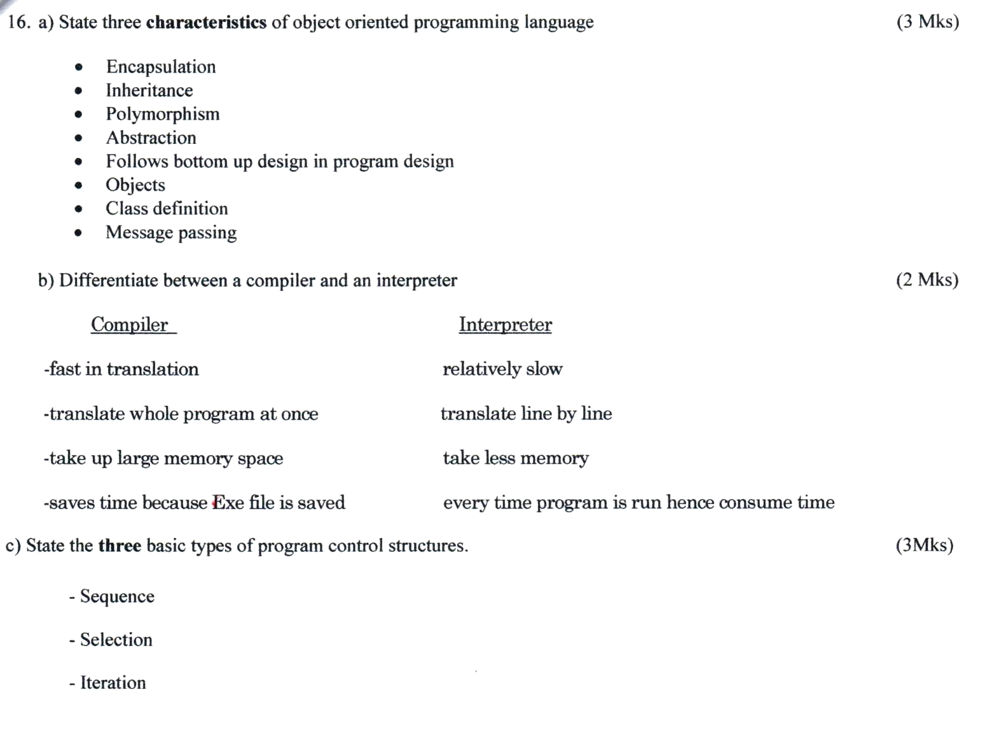 16. a) State three characteristics of object oriented programming language (3 Mks)
• Encapsulation
• Inheritance
• Polymorphism
• Abstraction
• Follows bottom up design in program design
• Objects
• Class definition
• Message passing
b) Differentiate between a compiler and an interpreter (2 Mks)
Compiler Interpreter
-fast in translation relatively slow
-translate whole program at once translate line by line
-take up large memory space take less memory
-saves time because Exe file is saved every time program is run hence consume time
c) State the three basic types of program control structures. (3Mks)
- Sequence
- Selection
- Iteration